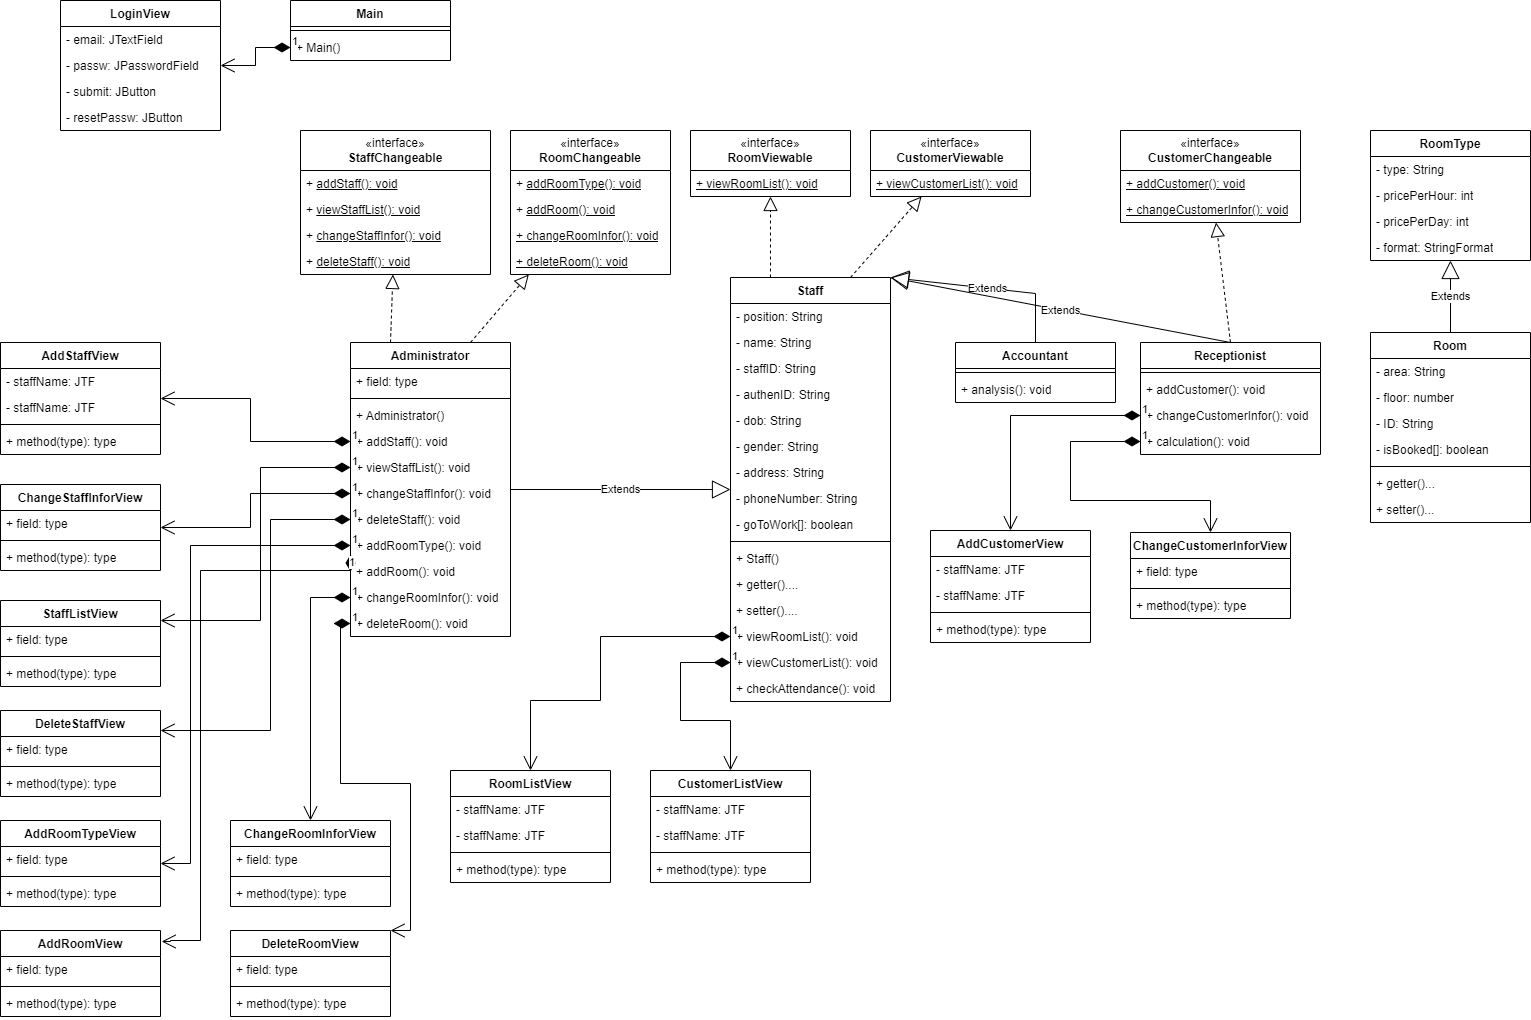 LoginView
- email: JTextField
- passw: JPasswordField
- submit: JButton
- resetPassw: JButton
Main
1
+ Main()
«interface»
StaffChangeable
+ addStaff(): void
+ viewStaffList(): void
+ changeStaffInfor(): void
+ deleteStaff(): void
«interface»
RoomChangeable
+ addRoomType(): void
+ addRoom(): void
+ changeRoomInfor(): void
+ deleteRoom(): void
«interface»
RoomViewable
+ viewRoomList(): void
«interface»
CustomerViewable
+ viewCustomerList(): void
«interface»
CustomerChangeable
+ addCustomer(): void
+ changeCustomerInfor(): void
RoomType
- type: String
- pricePerHour: int
- pricePerDay: int
- format: StringFormat
Extends
Room
- area: String
- floor: number
- ID: String
- isBooked[]: boolean
+ getter()...
+ setter()...
Staff
- position: String
- name: String
- staffID: String
- authenID: String
- dob: String
- gender: String
- address: String
- phoneNumber: String
- goToWork[]: boolean
+ Staff()
+ getter()....
+ setter()....
1
+ viewRoomList(): void
1
+ viewCustomerList(): void
+ checkAttendance(): void
Extends
Extends
Accountant
+ analysis(): void
Receptionist
+ addCustomer(): void
1
+ changeCustomerInfor(): void
1
+ calculation(): void
Administrator
+ field: type
+ Administrator()
1
+ addStaff(): void
1
+ viewStaffList(): void
1
+ changeStaffInfor(): void
1
+ deleteStaff(): void
1
+ addRoomType(): void
1
+ addRoom(): void
1
+ changeRoomInfor(): void
1
+ deleteRoom(): void
Extends
AddStaffView
- staffName: JTF
- staffName: JTF
+ method(type): type
ChangeStaffInforView
+ field: type
+ method(type): type
StaffListView
+ field: type
+ method(type): type
DeleteStaffView
+ field: type
+ method(type): type
AddRoomTypeView
+ field: type
+ method(type): type
AddRoomView
+ field: type
+ method(type): type
ChangeRoomInforView
+ field: type
+ method(type): type
DeleteRoomView
+ field: type
+ method(type): type
RoomListView
- staffName: JTF
- staffName: JTF
+ method(type): type
CustomerListView
- staffName: JTF
- staffName: JTF
+ method(type): type
AddCustomerView
- staffName: JTF
- staffName: JTF
+ method(type): type
ChangeCustomerInforView
+ field: type
+ method(type): type